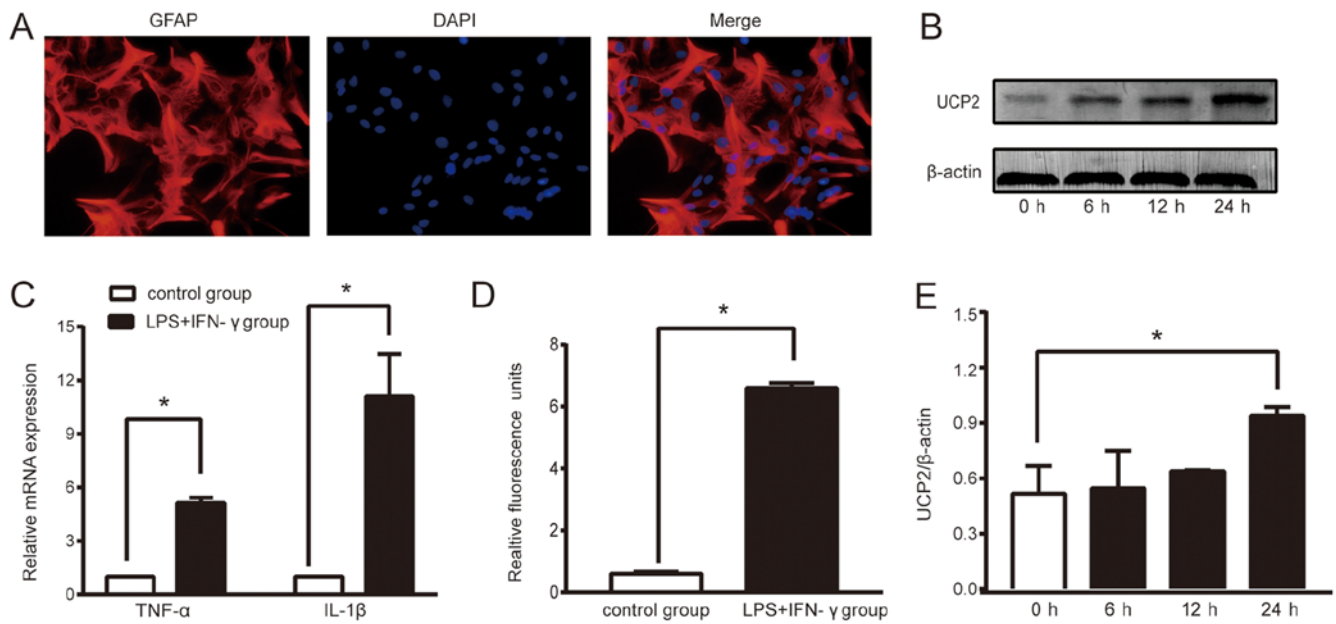 A
GFAP
DAPI
Merge
B
UCP2
β-actin
0 h 6 h 12 h 24 h
C
control group
LPS+IFN- γ group
Relative mRNA expression
15
12
9
6
3
0
*
*
TNF-α
IL-1β
D
Realtive fluorescence units
8
6
4
2
0
*
control group
LPS+IFN- γ group
E
UCP2/β-actin
1.5
1.2
0.9
0.6
0.3
0.0
*
0 h 6 h 12 h 24 h